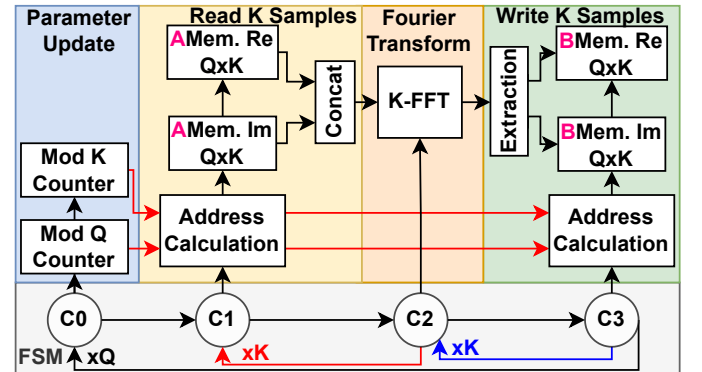 Parameter
Update
Read K Samples
Fourier
Transform
Write K Samples
AMem. Re
QxK
AMem. Im
QxK
Concat
K-FFT
Extraction
BMem. Re
QxK
BMem. Im
QxK
Mod K
Counter
Mod Q
Counter
Address
Calculation
Address
Calculation
C0
C1
C2
C3
FSM
xQ
xK
xK